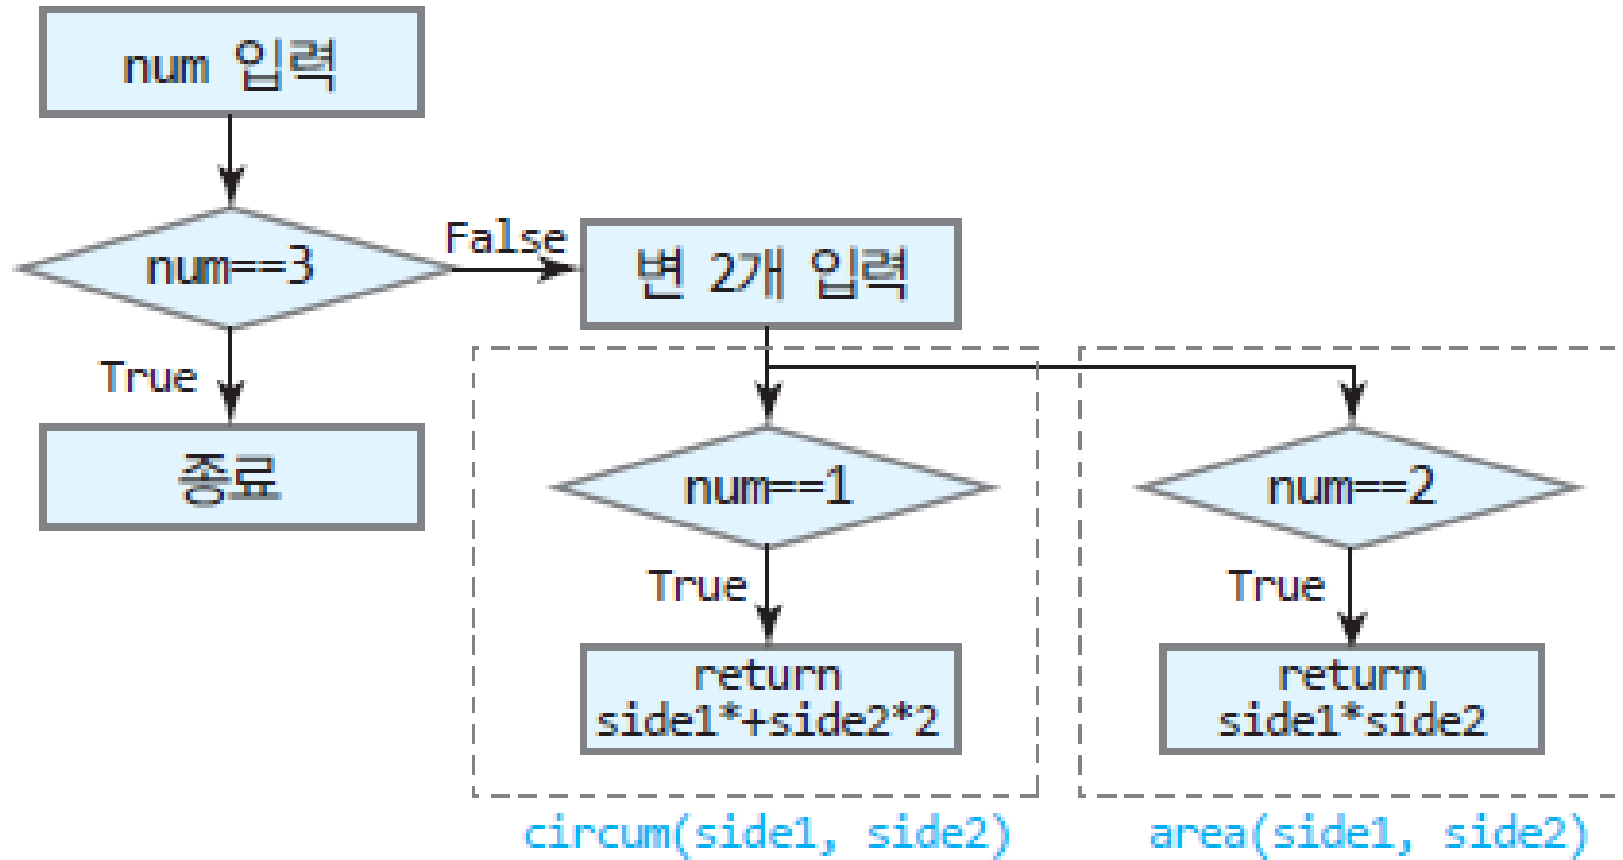 num 입력
num==3
False
변 2개 입력
True
종료
num==1
num==2
True
True
return
side1*+side2*2
return
side1*side2
circum(side1, side2)
area(side1, side2)